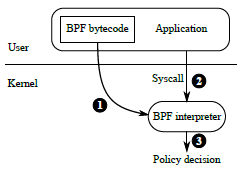 BPF bytecode
Application
User
Syscall
2
Kernel
1
BPF interpreter
3
Policy decision